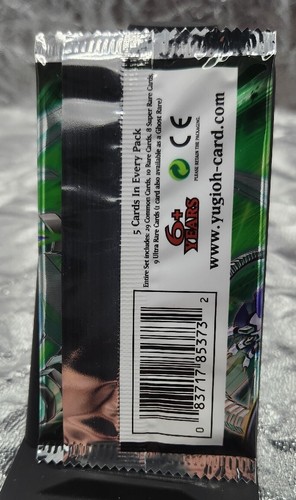 5 Cards In Every Pack
Entire Set includes: 29 Common Cards, 10 Rare Cards, 8 Super Rare Cards,
9 Ultra Rare Cards (1 card also available as a Ghost Rare)
6+
YEARS
CE
PLEASE RETAIN THE PACKAGING.
www.yugioh-card.com
0 83717 85373 2